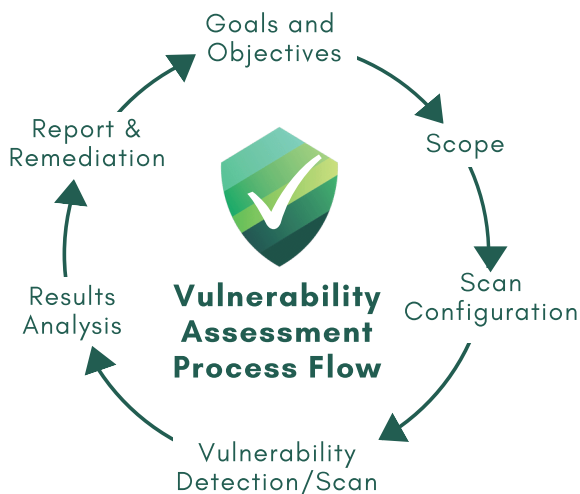 Goals and
Objectives
Scope
Scan
Configuration
Vulnerability
Detection/Scan
Results
Analysis
Report &
Remediation
Vulnerability
Assessment
Process Flow